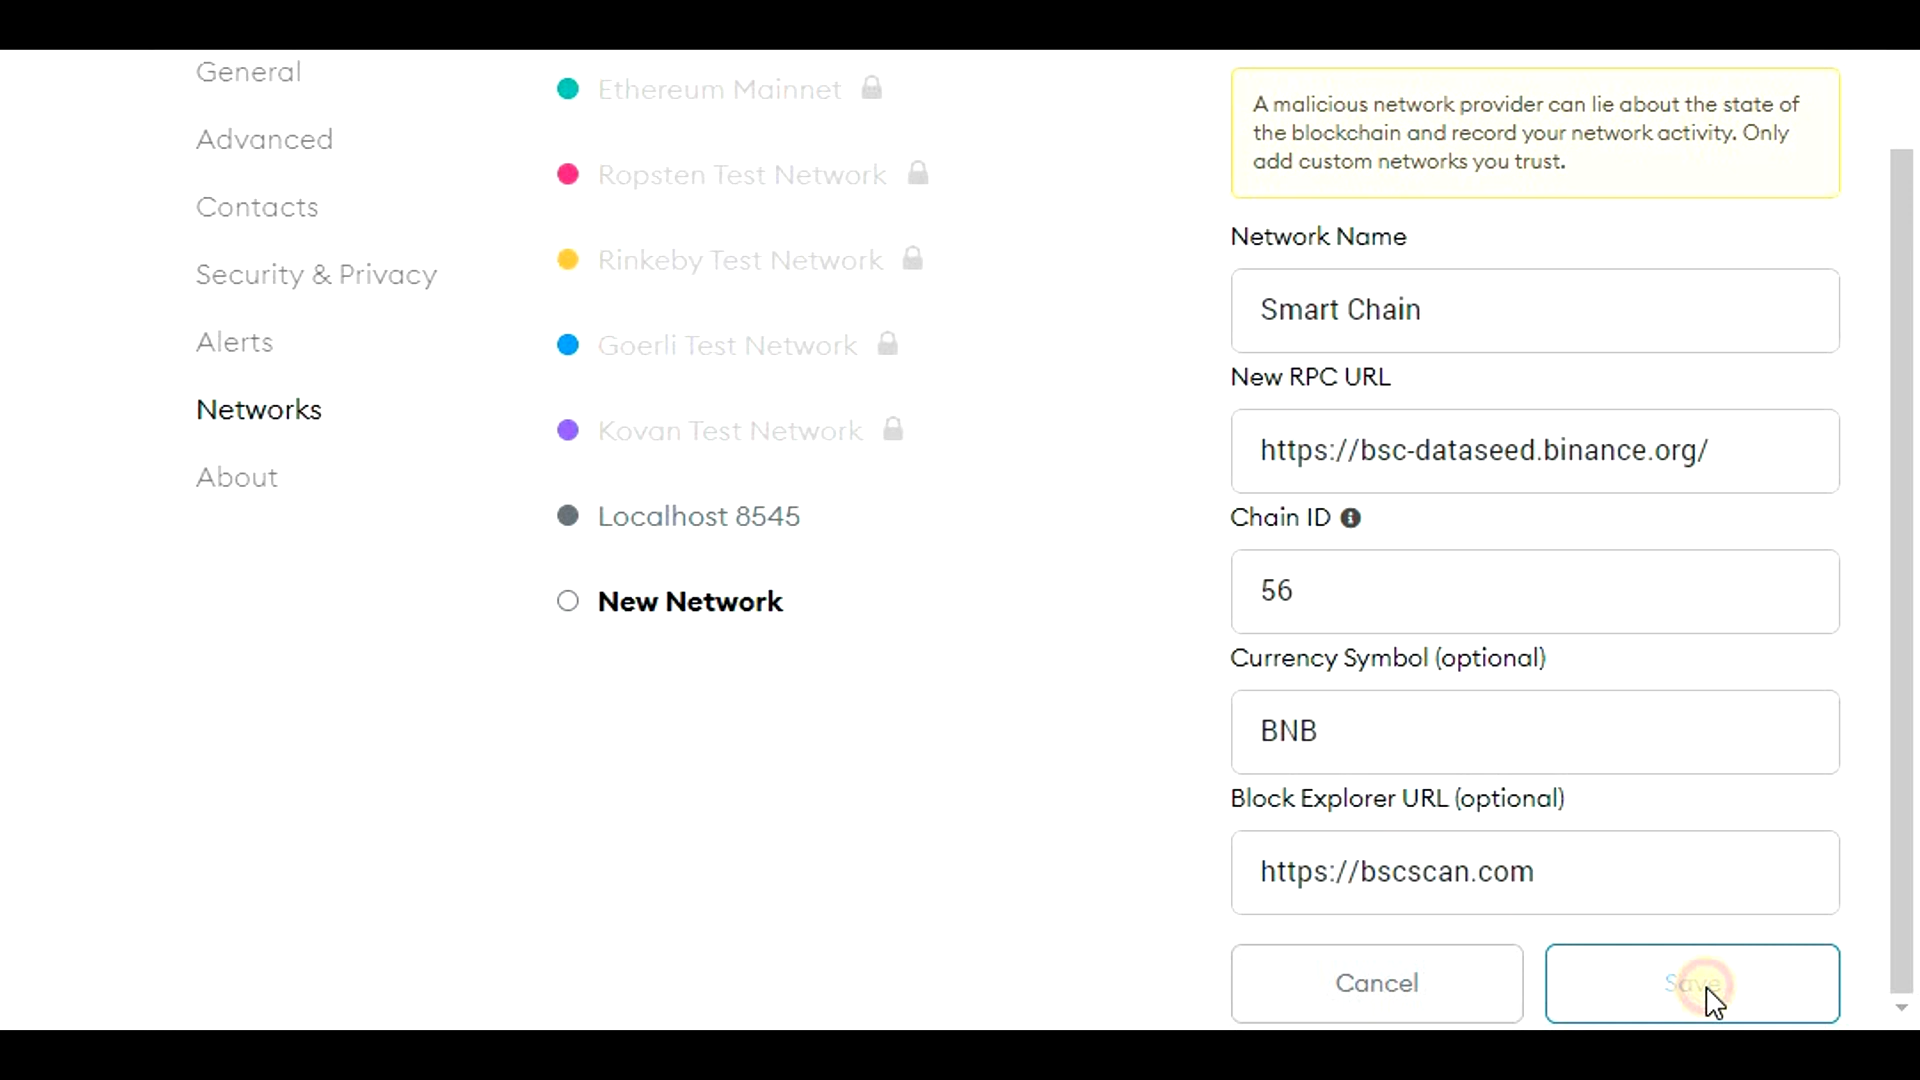 General
Advanced
Contacts
Security & Privacy
Alerts
Networks
About
Ethereum Mainnet
Ropsten Test Network
Rinkeby Test Network
Goerli Test Network
Kovan Test Network
Localhost 8545
New Network
A malicious network provider can lie about the state of
the blockchain and record your network activity. Only
add custom networks you trust.
Network Name
Smart Chain
New RPC URL
https://bsc-dataseed.binance.org/
Chain ID
56
Currency Symbol (optional)
BNB
Block Explorer URL (optional)
https://bscscan.com
Cancel
Save